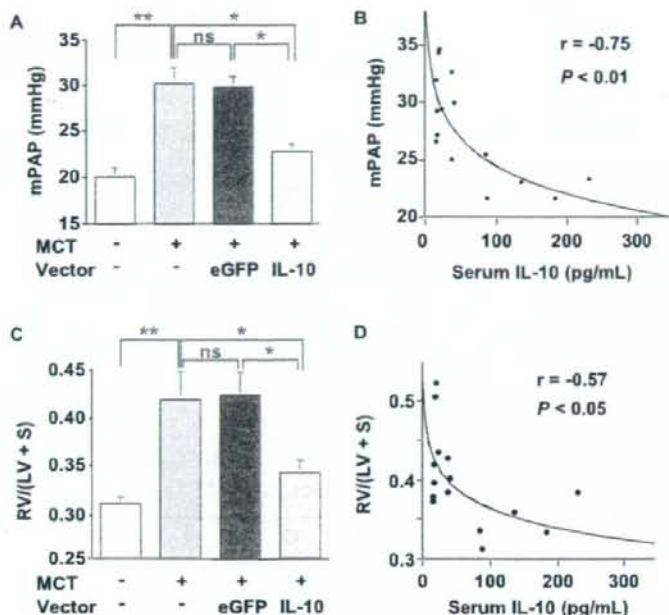 A
** *
ns *
mPAP (mmHg)
35
30
25
20
15
MCT - + + +
Vector - - eGFP IL-10
B
r = -0.75
P < 0.01
mPAP (mmHg)
35
30
25
20
0 100 200 300
Serum IL-10 (pg/mL)
C
** *
ns *
RV/(LV + S)
0.45
0.40
0.35
0.30
0.25
MCT - + + +
Vector - - eGFP IL-10
D
r = -0.57
P < 0.05
RV/(LV + S)
0.5
0.4
0.3
0 100 200 300
Serum IL-10 (pg/mL)